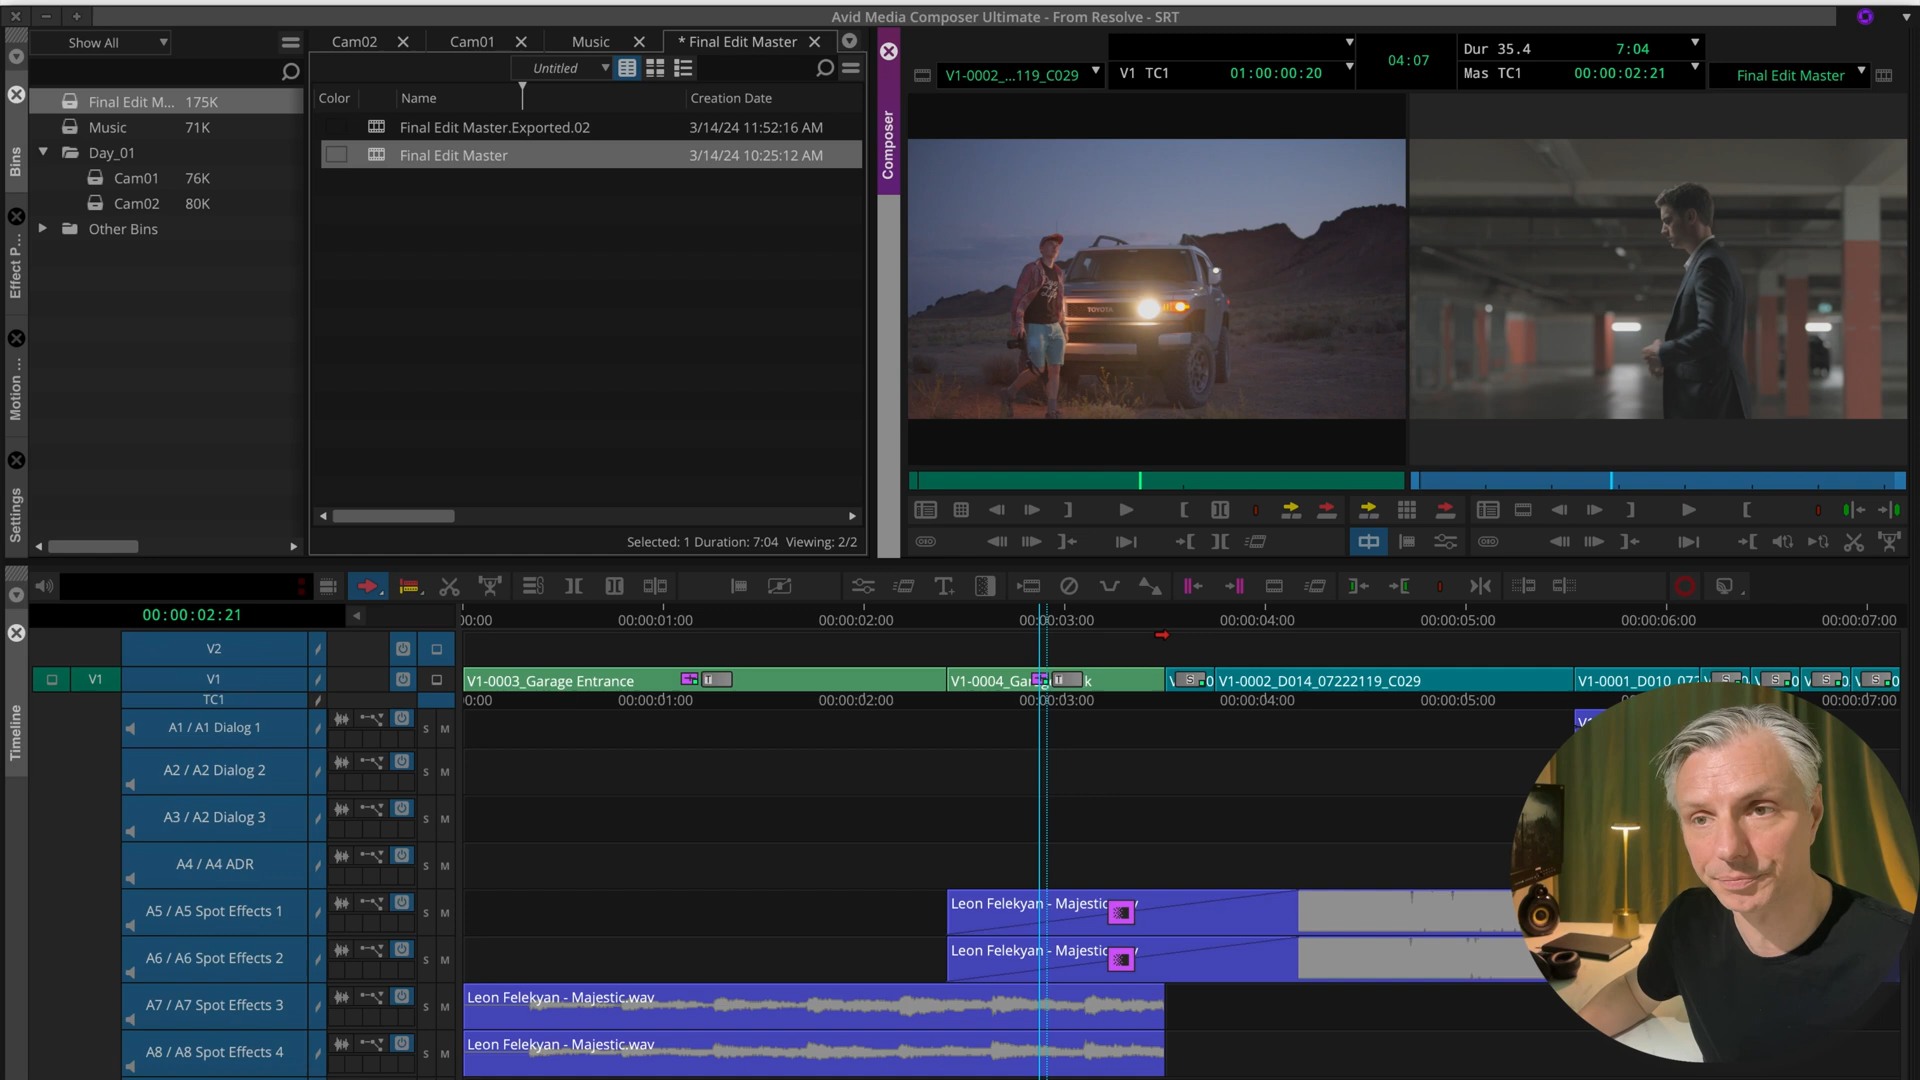 Avid Media Composer Ultimate - From Resolve - SRT
Show All
Final Edit M... 175K
Music 71K
Day_01
Cam01 76K
Cam02 80K
Other Bins
Bins
Effect P...
Motion ...
Settings
Cam02
Cam01
Music
* Final Edit Master
Untitled
Color
Name
Creation Date
Final Edit Master.Exported.02 3/14/24 11:52:16 AM
Final Edit Master 3/14/24 10:25:12 AM
Selected: 1 Duration: 7:04 Viewing: 2/2
Composer
V1-0002_...119_C029
V1 TC1 01:00:00:20
04:07
Dur 35.4 7:04
Mas TC1 00:00:02:21
Final Edit Master
TOYOTA
Timeline
00:00:02:21
00:00 00:00:01:00 00:00:02:00 00:00:03:00 00:00:04:00 00:00:05:00 00:00:06:00 00:00:07:00
V2
V1 V1
V1-0003_Garage Entrance
V1-0002_D014_07222119_C029
TC1
00:00 00:00:01:00 00:00:02:00 00:00:03:00 00:00:04:00 00:00:05:00 00:00:07:00
A1 / A1 Dialog 1 S M
A2 / A2 Dialog 2 S M
A3 / A2 Dialog 3 S M
A4 / A4 ADR S M
A5 / A5 Spot Effects 1 S M
Leon Felekyan - Majestic
A6 / A6 Spot Effects 2 S M
Leon Felekyan - Majestic
A7 / A7 Spot Effects 3 S M
Leon Felekyan - Majestic.wav
A8 / A8 Spot Effects 4 S M
Leon Felekyan - Majestic.wav